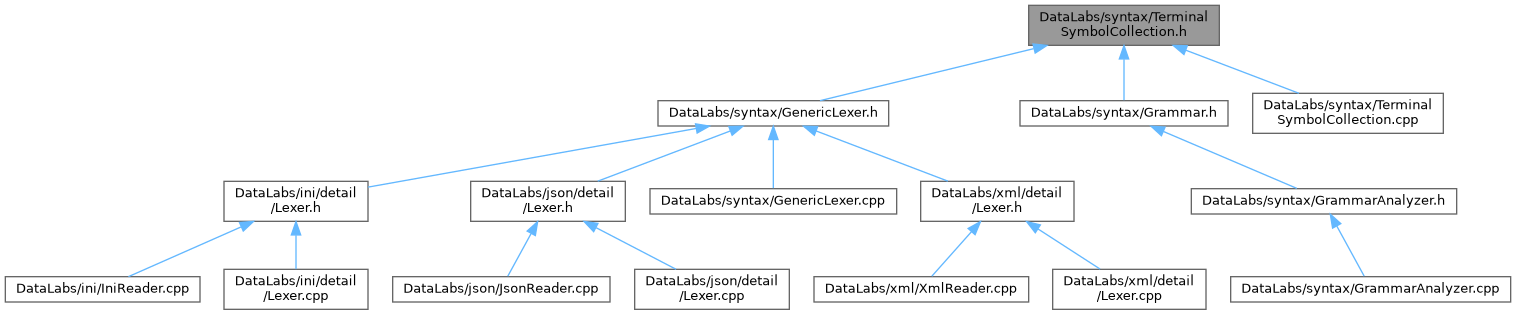 DataLabs/syntax/Terminal
SymbolCollection.h
DataLabs/syntax/GenericLexer.h
DataLabs/syntax/Grammar.h
DataLabs/syntax/Terminal
SymbolCollection.cpp
DataLabs/ini/detail
/Lexer.h
DataLabs/json/detail
/Lexer.h
DataLabs/syntax/GenericLexer.cpp
DataLabs/xml/detail
/Lexer.h
DataLabs/syntax/GrammarAnalyzer.h
DataLabs/ini/IniReader.cpp
DataLabs/ini/detail
/Lexer.cpp
DataLabs/json/JsonReader.cpp
DataLabs/json/detail
/Lexer.cpp
DataLabs/xml/XmlReader.cpp
DataLabs/xml/detail
/Lexer.cpp
DataLabs/syntax/GrammarAnalyzer.cpp